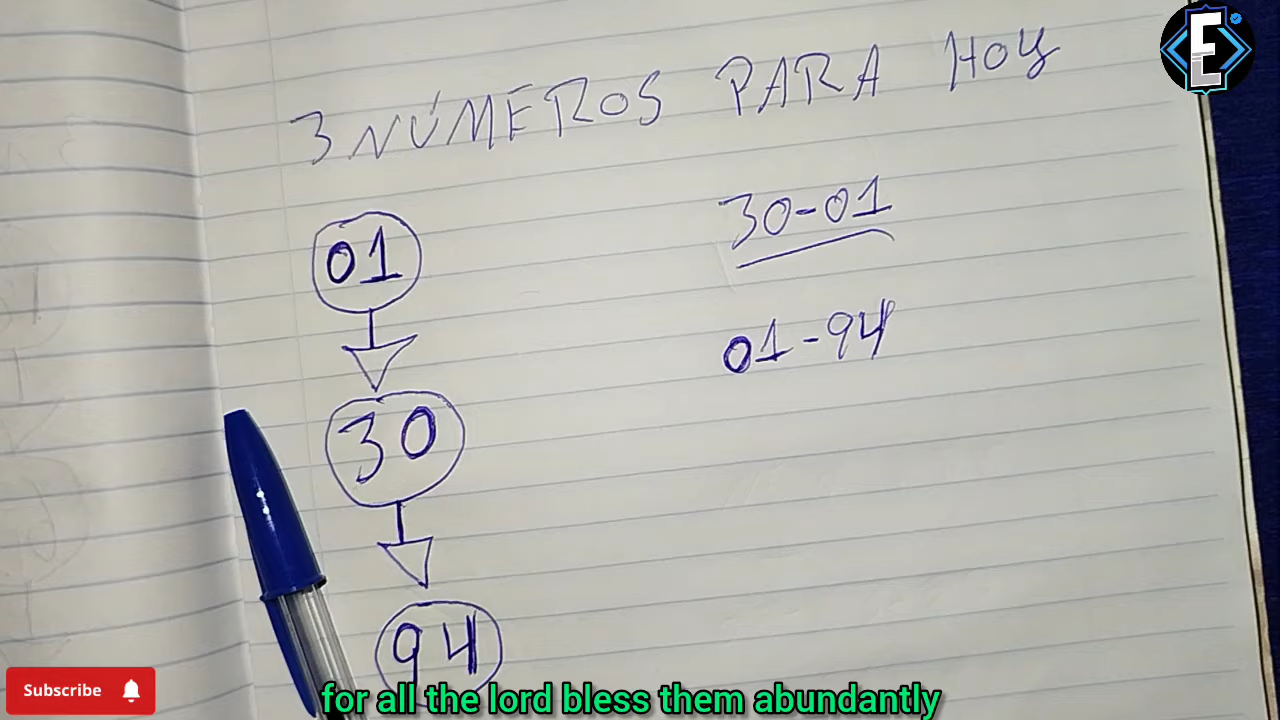 3 NÚMEROS PARA HOY
01
30
94
30-01
01-94
E
Subscribe
for all the lord bless them abundantly